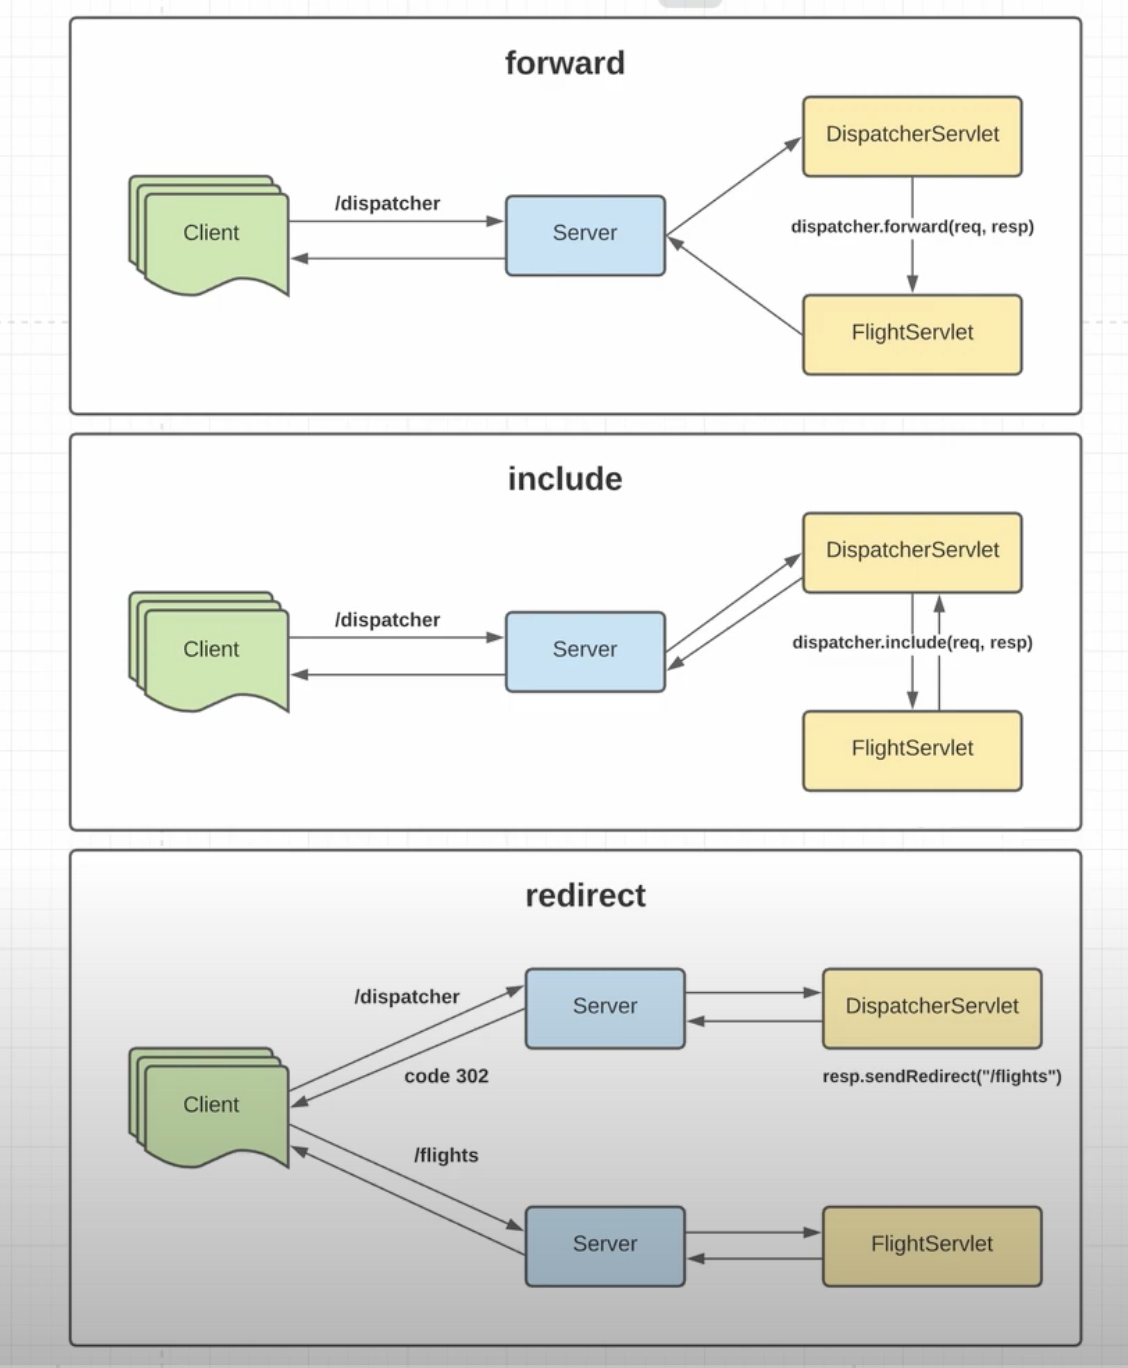 forward
DispatcherServlet
/dispatcher
Client
Server
dispatcher.forward(req, resp)
FlightServlet
include
DispatcherServlet
/dispatcher
Client
Server
dispatcher.include(req, resp)
FlightServlet
redirect
/dispatcher
Server
DispatcherServlet
code 302
resp.sendRedirect("/flights")
Client
/flights
Server
FlightServlet